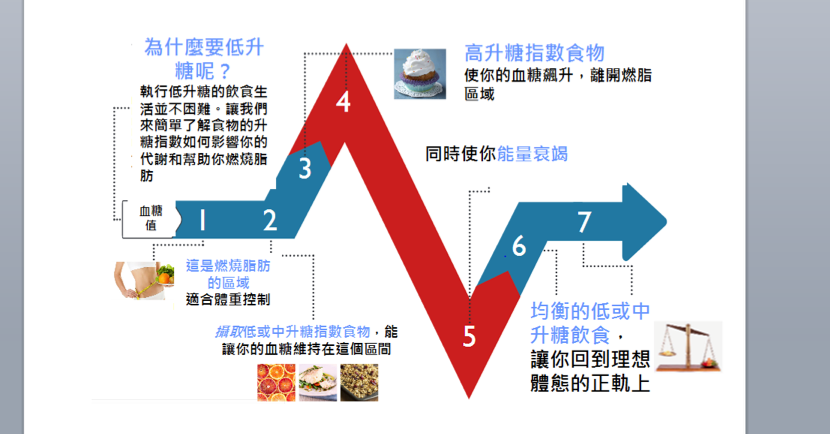 為什麼要低升
糖呢？
執行低升糖的飲食生
活並不困難。讓我們
來簡單了解食物的升
糖指數如何影響你的
代謝和幫助你燃燒脂
肪
血糖
值
1
2
3
4
5
6
7
高升糖指數食物
使你的血糖飆升，離開燃脂
區域
同時使你能量衰竭
這是燃燒脂肪
的區域
適合體重控制
攝取低或中升糖指數食物，能
讓你的血糖維持在這個區間
均衡的低或中
升糖飲食，
讓你回到理想
體態的正軌上